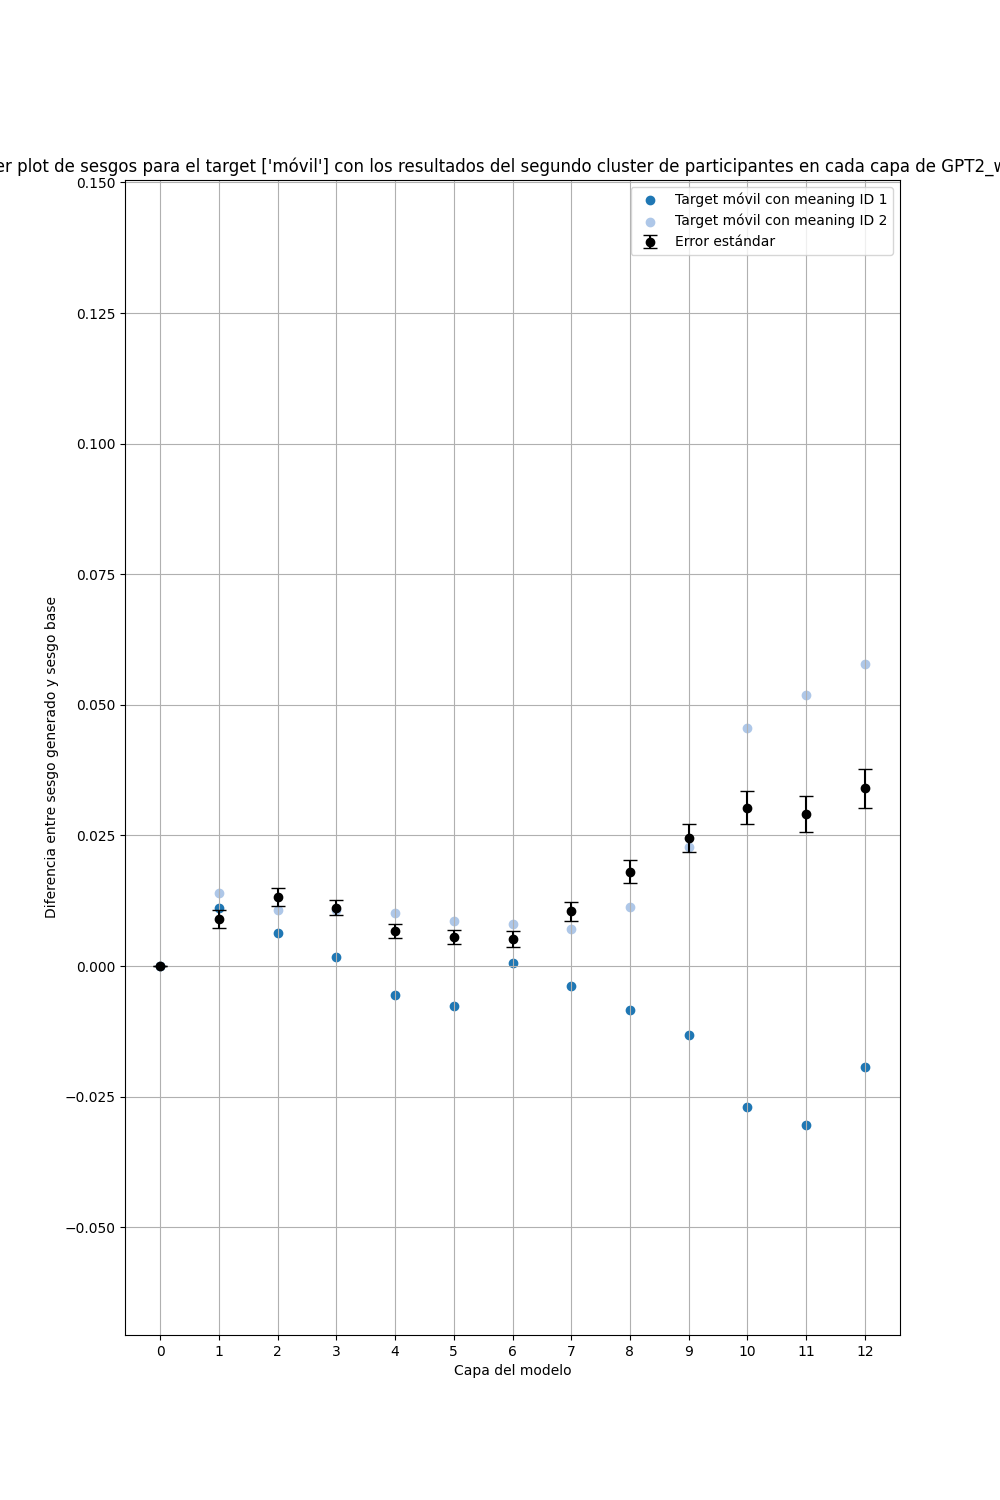 er plot de sesgos para el target ['móvil'] con los resultados del segundo cluster de participantes en cada capa de GPT2_w
Target móvil con meaning ID 1
Target móvil con meaning ID 2
Error estándar
0.150
0.125
0.100
0.075
0.050
0.025
0.000
−0.025
−0.050
Diferencia entre sesgo generado y sesgo base
0 1 2 3 4 5 6 7 8 9 10 11 12
Capa del modelo